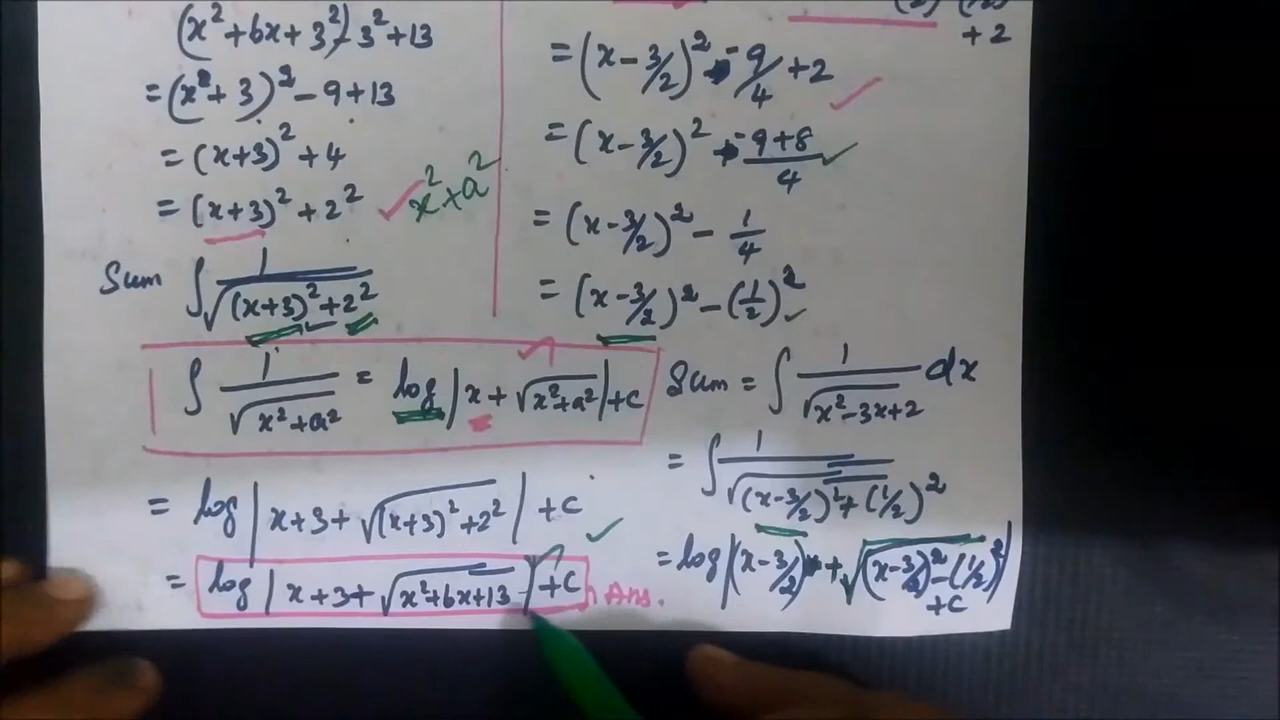 (x²+6x+3²)-3²+13
= (x²+3)² - 9 + 13
= (x+3)² + 4
= (x+3)² + 2² ✓ x²+a²
Sum ∫ 1/√((x+3)²+2²)
∫ 1/√(x²+a²) = log |x + √(x²+a²)| + c
= log | x+3+ √((x+3)²+2²) | + c
= log | x+3+ √(x²+6x+13) | + c Ans.
+ 2
= (x-3/2)² - 9/4 + 2
= (x-3/2)² + -9+8/4
= (x-3/2)² - 1/4
= (x-3/2)² - (1/2)²
Sum = ∫ 1/√(x²-3x+2) dx
= ∫ 1/√((x-3/2)²+(1/2)²)
= log |(x-3/2) + √((x-3/2)²-(1/2)²)|
+c